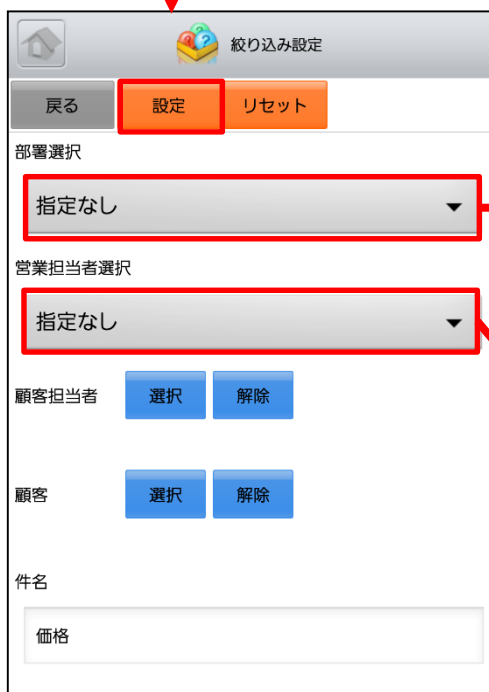 絞り込み設定
戻る 設定 リセット
部署選択
指定なし
営業担当者選択
指定なし
顧客担当者 選択 解除
顧客 選択 解除
件名
価格